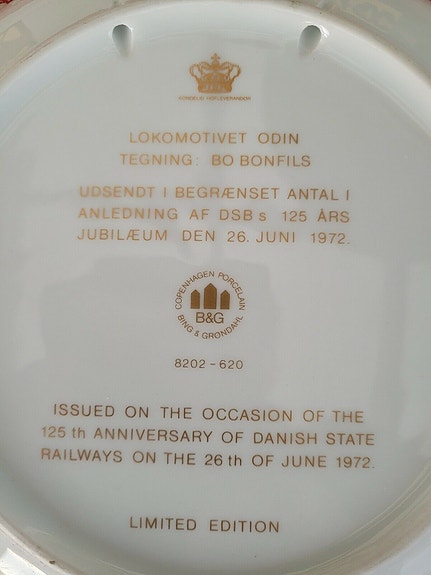 KONGELIG HOFLEVERANDØR
LOKOMOTIVET ODIN
TEGNING: BO BONFILS
UDSENDT I BEGRÆNSET ANTAL I
ANLEDNING AF DSBs 125 ÅRS
JUBILÆUM DEN 26. JUNI 1972.
COPENHAGEN PORCELAIN
B&G
BING & GRØNDAHL
8202-620
ISSUED ON THE OCCASION OF THE
125 th ANNIVERSARY OF DANISH STATE
RAILWAYS ON THE 26 th OF JUNE 1972.
LIMITED EDITION